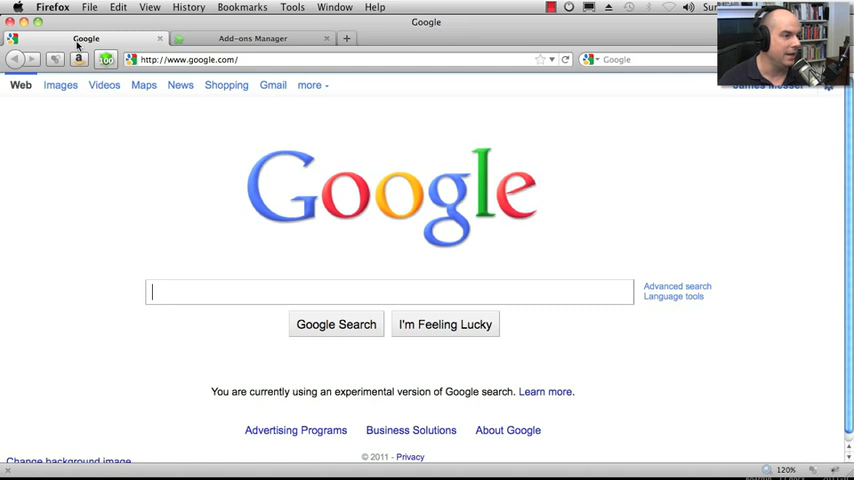 Firefox File Edit View History Bookmarks Tools Window Help
Google
Google Add-ons Manager
a 100 http://www.google.com/ Google
Web Images Videos Maps News Shopping Gmail more
Google
Advanced search
Language tools
Google Search I'm Feeling Lucky
You are currently using an experimental version of Google search. Learn more.
Advertising Programs Business Solutions About Google
Change background image
© 2011 - Privacy
120%